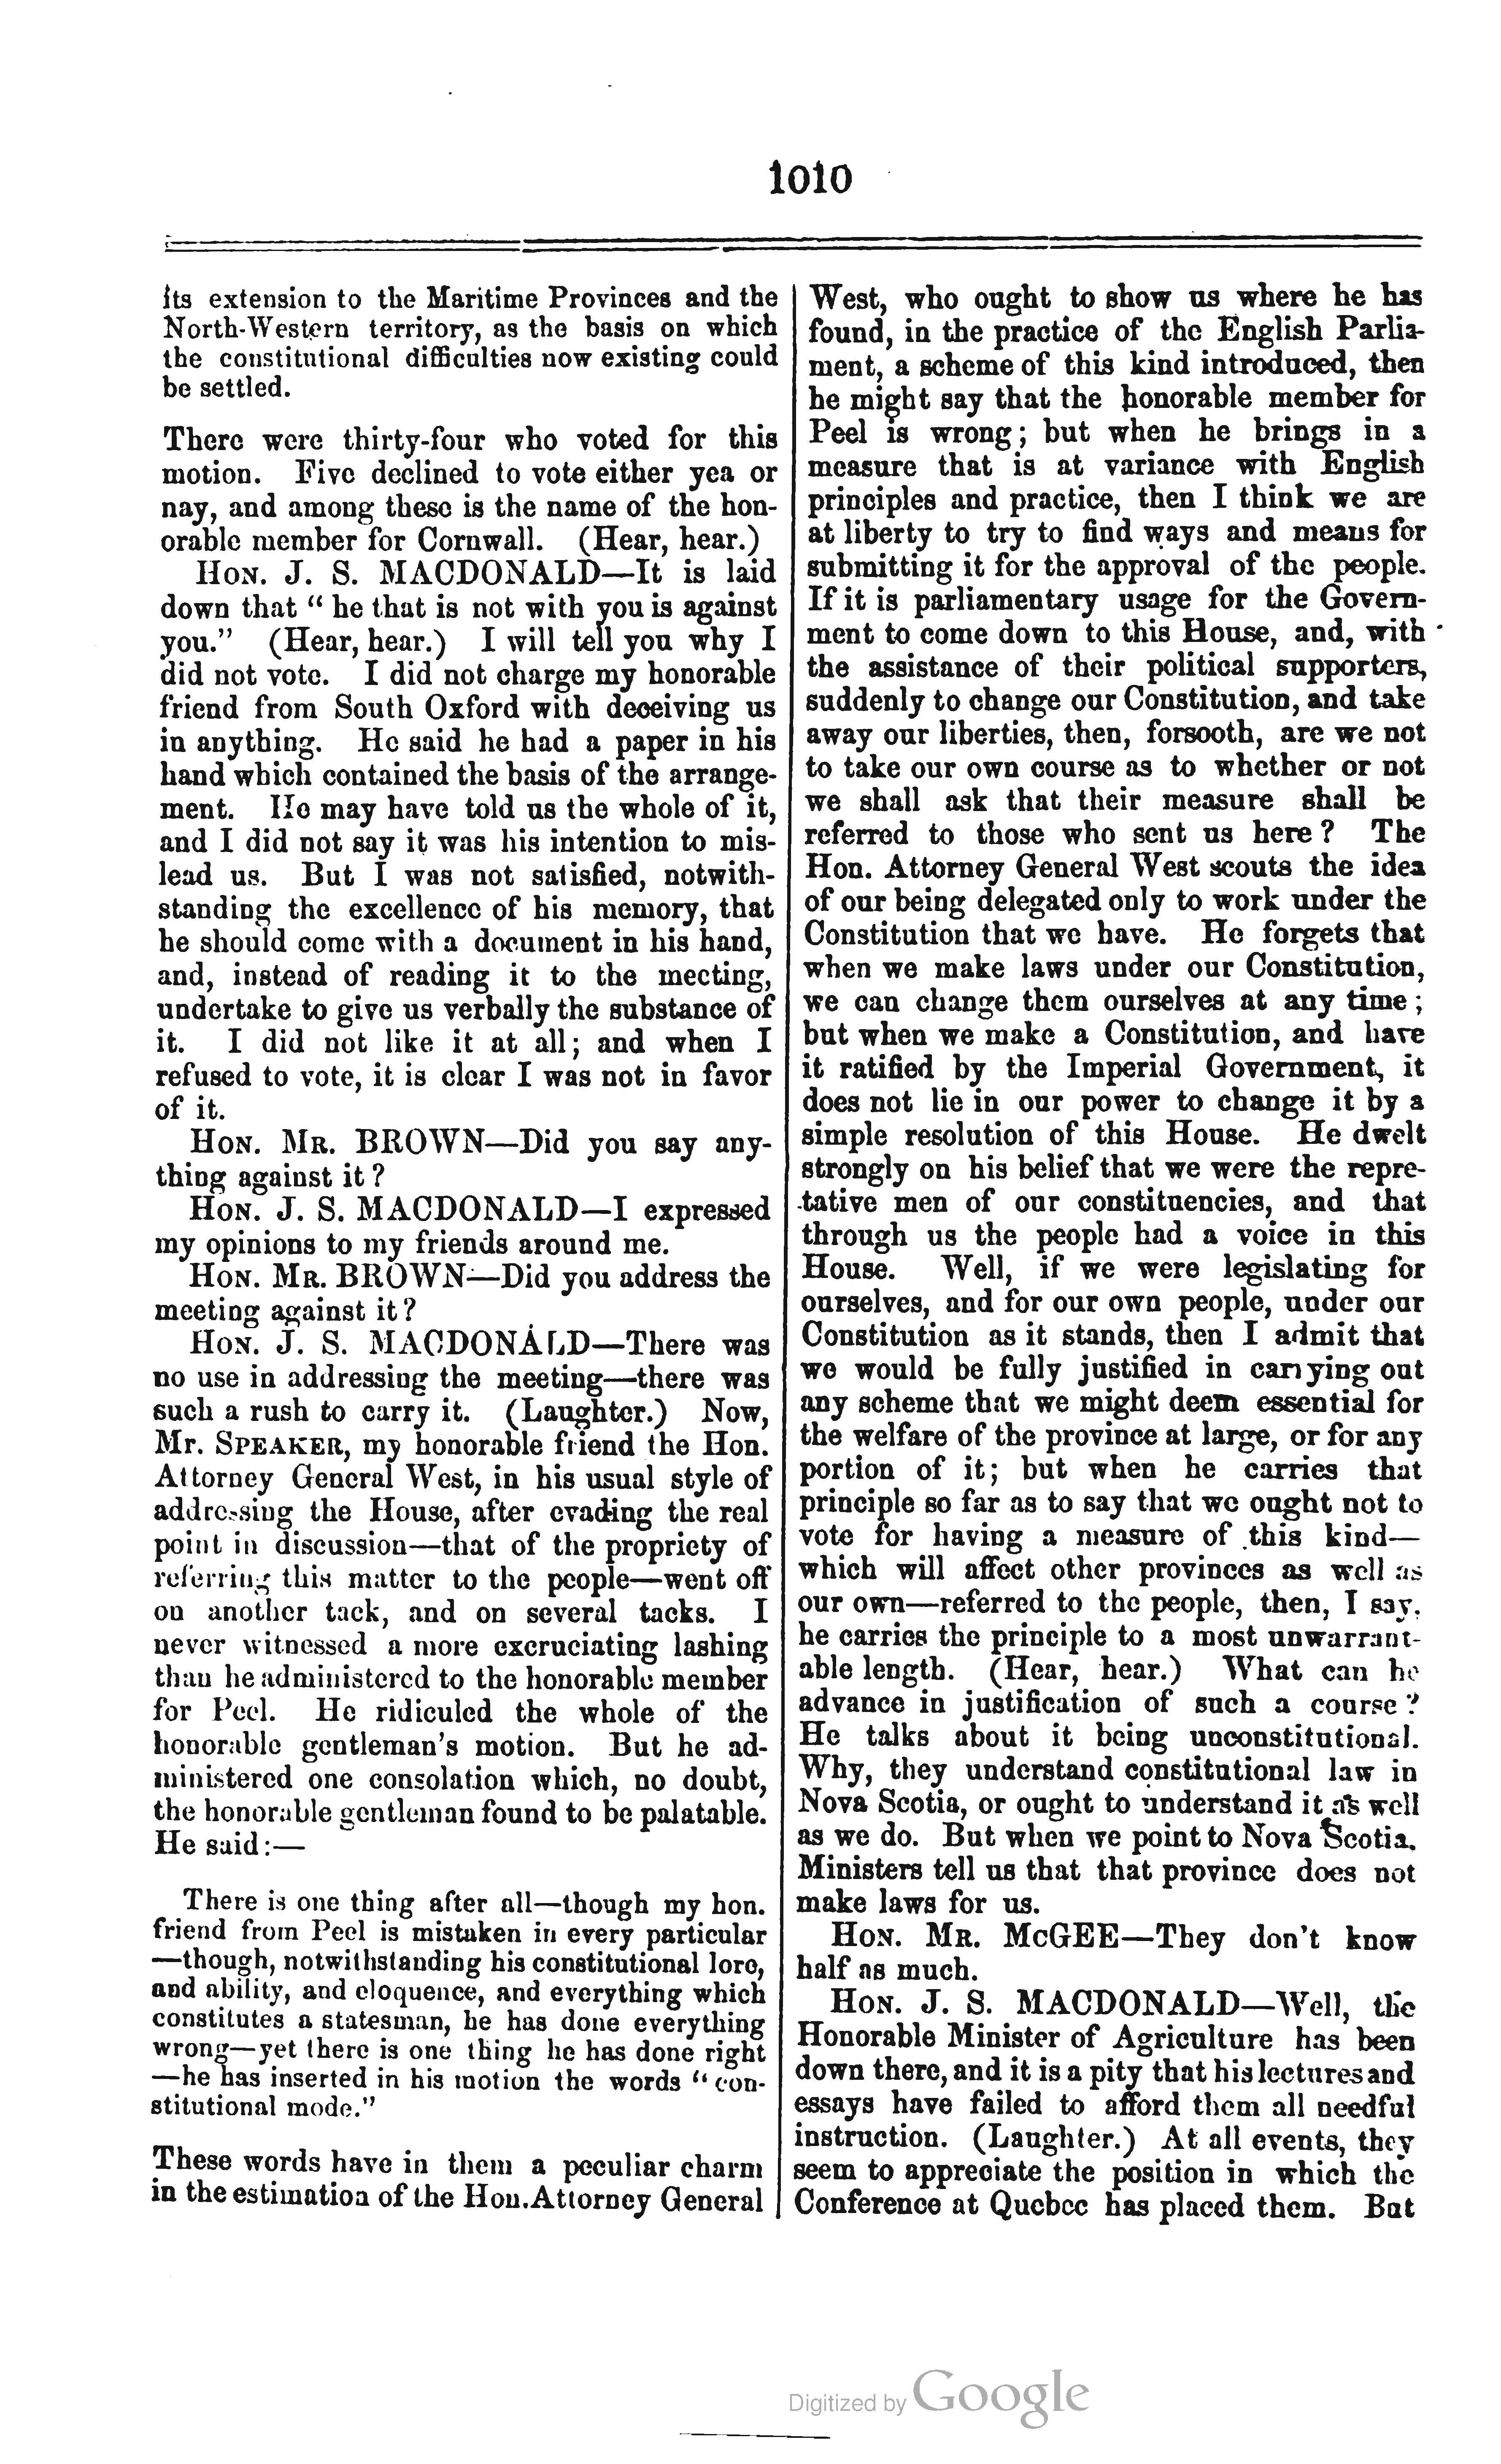 1010
its extension to the Maritime Provinces and the
North-Western territory, as the basis on which
the constitutional difficulties now existing could
be settled.
There were thirty-four who voted for this
motion. Five declined to vote either yea or
nay, and among these is the name of the hon-
orable member for Cornwall. (Hear, hear.)
HON. J. S. MACDONALD—It is laid
down that "he that is not with you is against
you." (Hear, hear.) I will tell you why I
did not vote. I did not charge my honorable
friend from South Oxford with deceiving us
in anything. He said he had a paper in his
hand which contained the basis of the arrange-
ment. He may have told us the whole of it,
and I did not say it was his intention to mis-
lead us. But I was not satisfied, notwith-
standing the excellence of his memory, that
he should come with a document in his hand,
and, instead of reading it to the meeting,
undertake to give us verbally the substance of
it. I did not like it at all; and when I
refused to vote, it is clear I was not in favor
of it.
HON. MR. BROWN—Did you say any-
thing against it?
HON. J. S. MACDONALD—I expressed
my opinions to my friends around me.
HON. MR. BROWN—Did you address the
meeting against it?
HON. J. S. MACDONALD—There was
no use in addressing the meeting—there was
such a rush to carry it. (Laughter.) Now,
Mr. SPEAKER, my honorable friend the Hon.
Attorney General West, in his usual style of
addressing the House, after evading the real
point in discussion—that of the propriety of
referring this matter to the people—went off
on another tack, and on several tacks. I
never witnessed a more excruciating lashing
than he administered to the honorable member
for Peel. He ridiculed the whole of the
honorable gentleman's motion. But he ad-
ministered one consolation which, no doubt,
the honorable gentleman found to be palatable.
He said:—
There is one thing after all—though my hon.
friend from Peel is mistaken in every particular
—though, notwithstanding his constitutional lore,
and ability, and eloquence, and everything which
constitutes a statesman, he has done everything
wrong—yet there is one thing he has done right
—he has inserted in his motion the words "con-
stitutional mode."
These words have in them a peculiar charm
in the estimation of the Hon. Attorney General
West, who ought to show us where he has
found, in the practice of the English Parlia-
ment, a scheme of this kind introduced, then
he might say that the honorable member for
Peel is wrong; but when he brings in a
measure that is at variance with English
principles and practice, then I think we are
at liberty to try to find ways and means for
submitting it for the approval of the people.
If it is parliamentary usage for the Govern-
ment to come down to this House, and, with
the assistance of their political supporters,
suddenly to change our Constitution, and take
away our liberties, then, forsooth, are we not
to take our own course as to whether or not
we shall ask that their measure shall be
referred to those who sent us here? The
Hon. Attorney General West scouts the idea
of our being delegated only to work under the
Constitution that we have. He forgets that
when we make laws under our Constitution,
we can change them ourselves at any time;
but when we make a Constitution, and have
it ratified by the Imperial Government, it
does not lie in our power to change it by a
simple resolution of this House. He dwelt
strongly on his belief that we were the repre-
tative men of our constituencies, and that
through us the people had a voice in this
House. Well, if we were legislating for
ourselves, and for our own people, under our
Constitution as it stands, then I admit that
we would be fully justified in carrying out
any scheme that we might deem essential for
the welfare of the province at large, or for any
portion of it; but when he carries that
principle so far as to say that we ought not to
vote for having a measure of this kind—
which will affect other provinces as well as
our own—referred to the people, then, I say,
he carries the principle to a most unwarrant-
able length. (Hear, hear.) What can he
advance in justification of such a course?
He talks about it being unconstitutional.
Why, they understand constitutional law in
Nova Scotia, or ought to understand it as well
as we do. But when we point to Nova Scotia,
Ministers tell us that that province does not
make laws for us.
HON. MR. MCGEE—They don't know
half as much.
HON. J. S. MACDONALD—Well, the
Honorable Minister of Agriculture has been
down there, and it is a pity that his lectures and
essays have failed to afford them all needful
instruction. (Laughter.) At all events, they
seem to appreciate the position in which the
Conference at Quebec has placed them. But
Digitized by Google